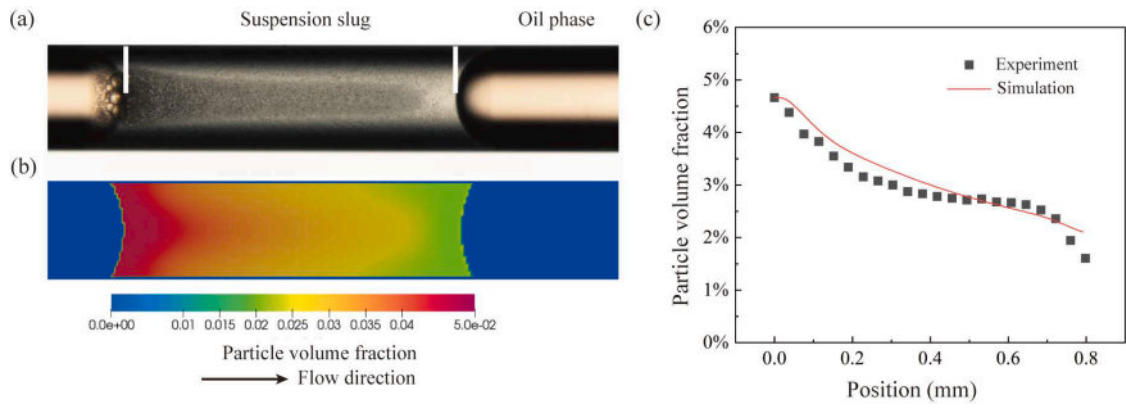 (a)
Suspension slug
Oil phase
(b)
0.0e+00 0.01 0.015 0.02 0.025 0.03 0.035 0.04 5.0e-02
Particle volume fraction
Flow direction
(c)
6%
5%
4%
3%
2%
1%
0%
Particle volume fraction
Experiment
Simulation
0.0 0.2 0.4 0.6 0.8
Position (mm)